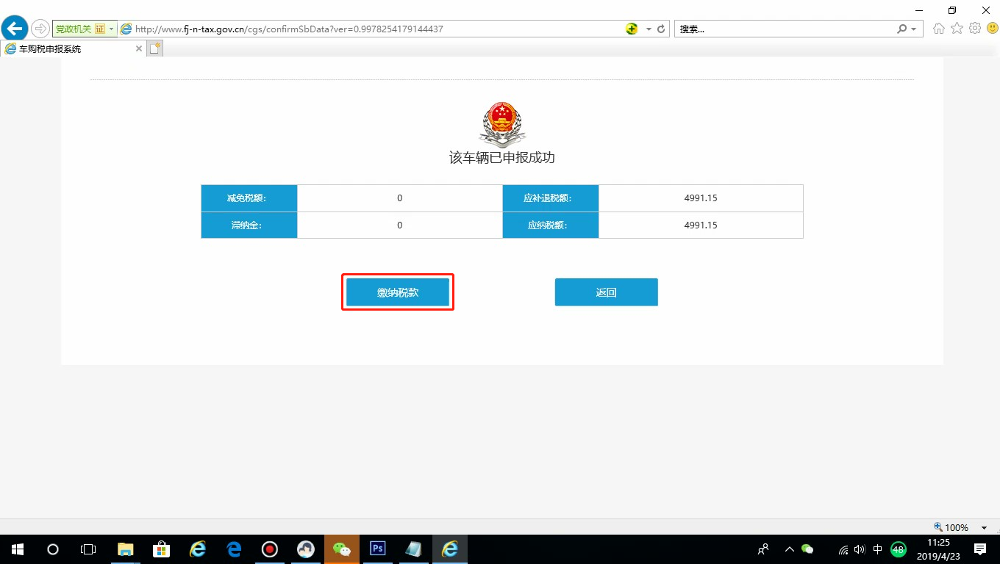 党政机关 证
http://www.fj-n-tax.gov.cn/cgs/confirmSbData?ver=0.9978254179144437
搜索...
车购税申报系统
该车辆已申报成功
减免税额: 0 应补退税额: 4991.15
滞纳金: 0 应纳税额: 4991.15
缴纳税款 返回
100%
Ps
中
48
11:25
2019/4/23